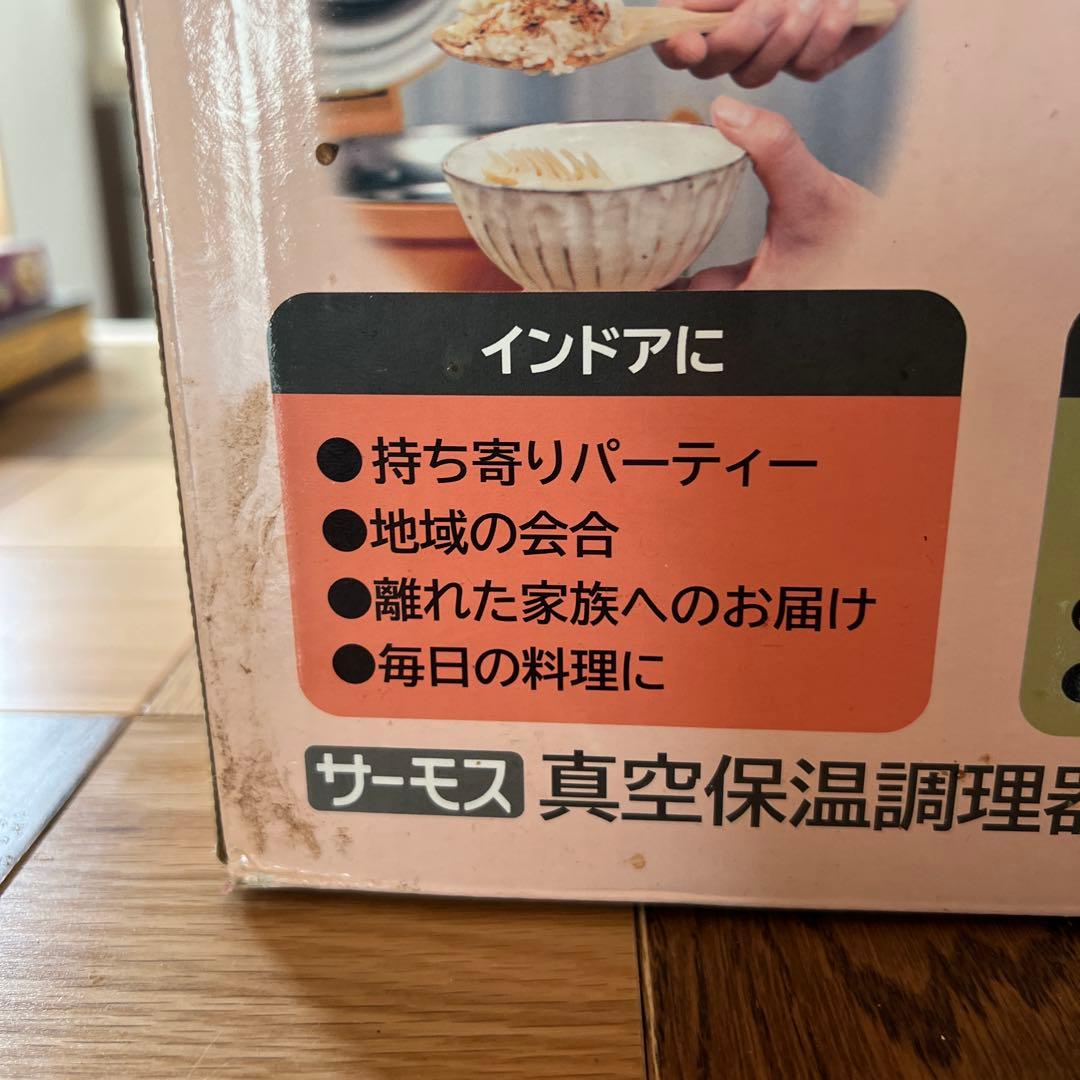 インドアに
●持ち寄りパーティー
●地域の会合
●離れた家族へのお届け
●毎日の料理に
サーモス 真空保温調理器